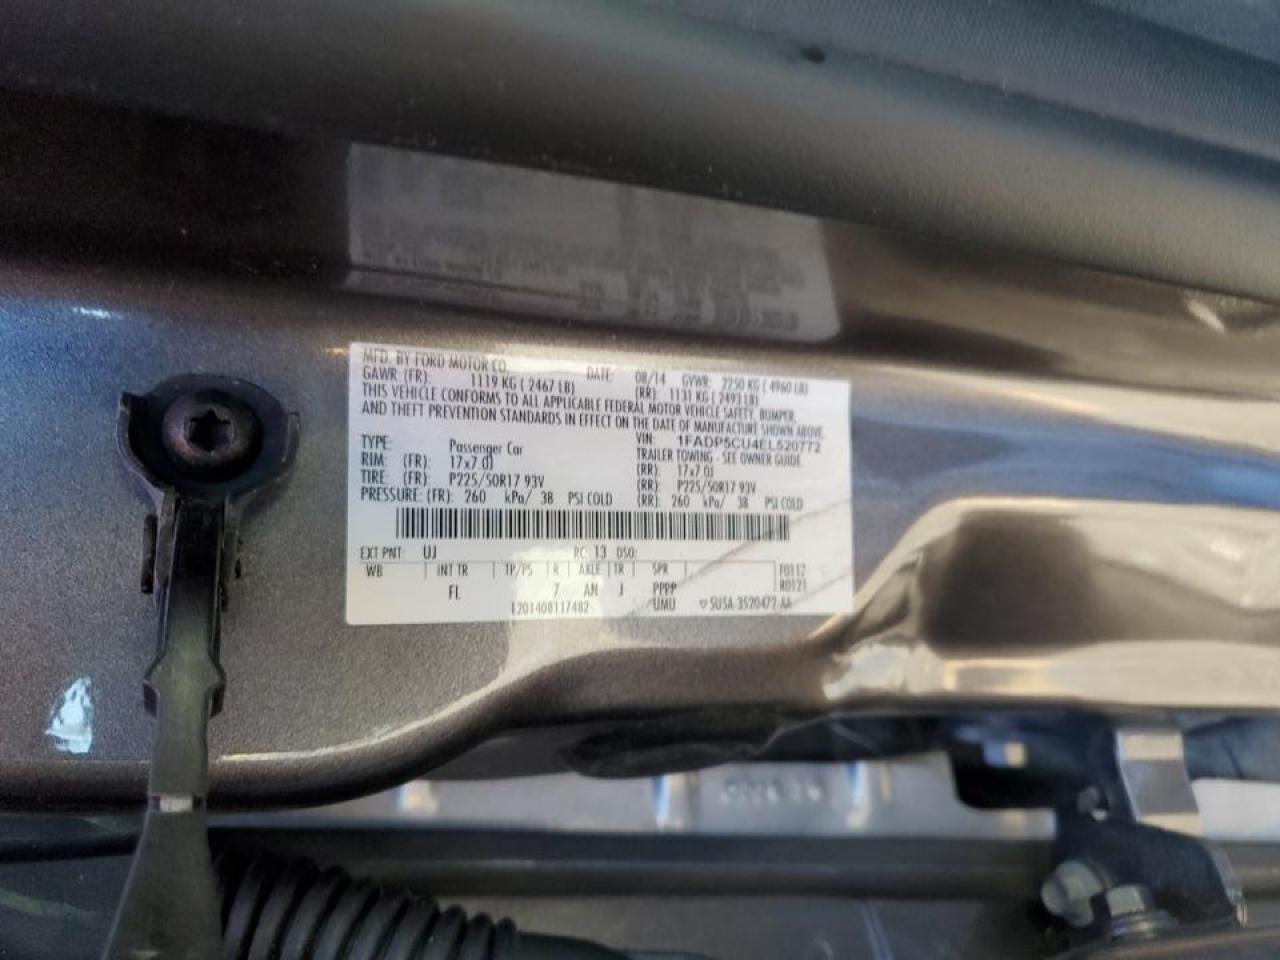 MFD. BY FORD MOTOR CO.
DATE: 08/14 GVWR: 2250 KG ( 4960 LB)
GAWR: (FR): 1119 KG ( 2467 LB) (RR): 1131 KG ( 2493 LB)
THIS VEHICLE CONFORMS TO ALL APPLICABLE FEDERAL MOTOR VEHICLE SAFETY, BUMPER,
AND THEFT PREVENTION STANDARDS IN EFFECT ON THE DATE OF MANUFACTURE SHOWN ABOVE.
VIN: 1FADP5CU4EL520772
TYPE: Passenger Car TRAILER TOWING - SEE OWNER GUIDE
RIM: (FR): 17x7.0J (RR): 17x7.0J
TIRE: (FR): P225/50R17 93V (RR): P225/50R17 93V
PRESSURE: (FR): 260 kPa/ 38 PSI COLD (RR): 260 kPa/ 38 PSI COLD
EXT PNT: UJ RC: 13 DSO:
WB INT TR TP/PS R AXLE TR SPR F0117
FL 7 AN J PPPP R0121
L201408117482 UMU ▽ 5U5A-3520472-AA